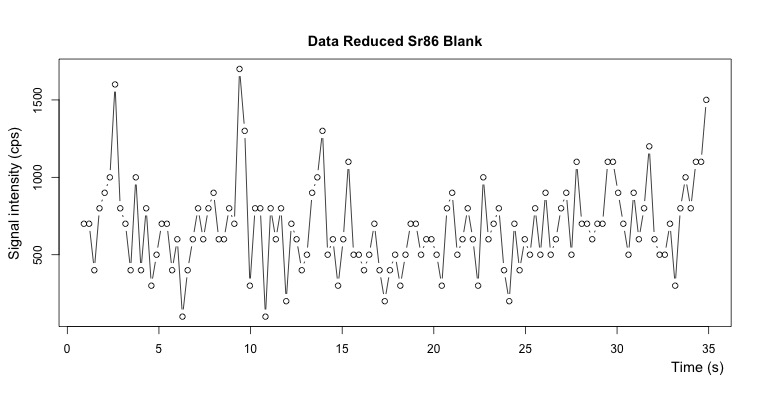 Data Reduced Sr86 Blank
Signal intensity (cps)
1500
1000
500
0 5 10 15 20 25 30 35
Time (s)